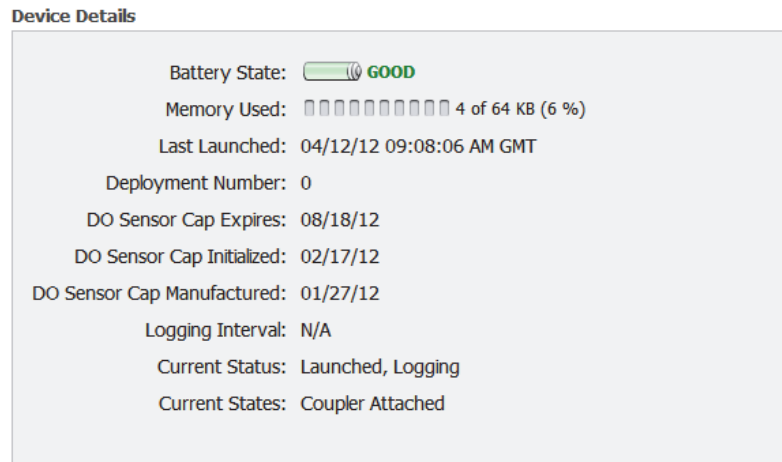 Device Details
Battery State: GOOD
Memory Used: 4 of 64 KB (6 %)
Last Launched: 04/12/12 09:08:06 AM GMT
Deployment Number: 0
DO Sensor Cap Expires: 08/18/12
DO Sensor Cap Initialized: 02/17/12
DO Sensor Cap Manufactured: 01/27/12
Logging Interval: N/A
Current Status: Launched, Logging
Current States: Coupler Attached